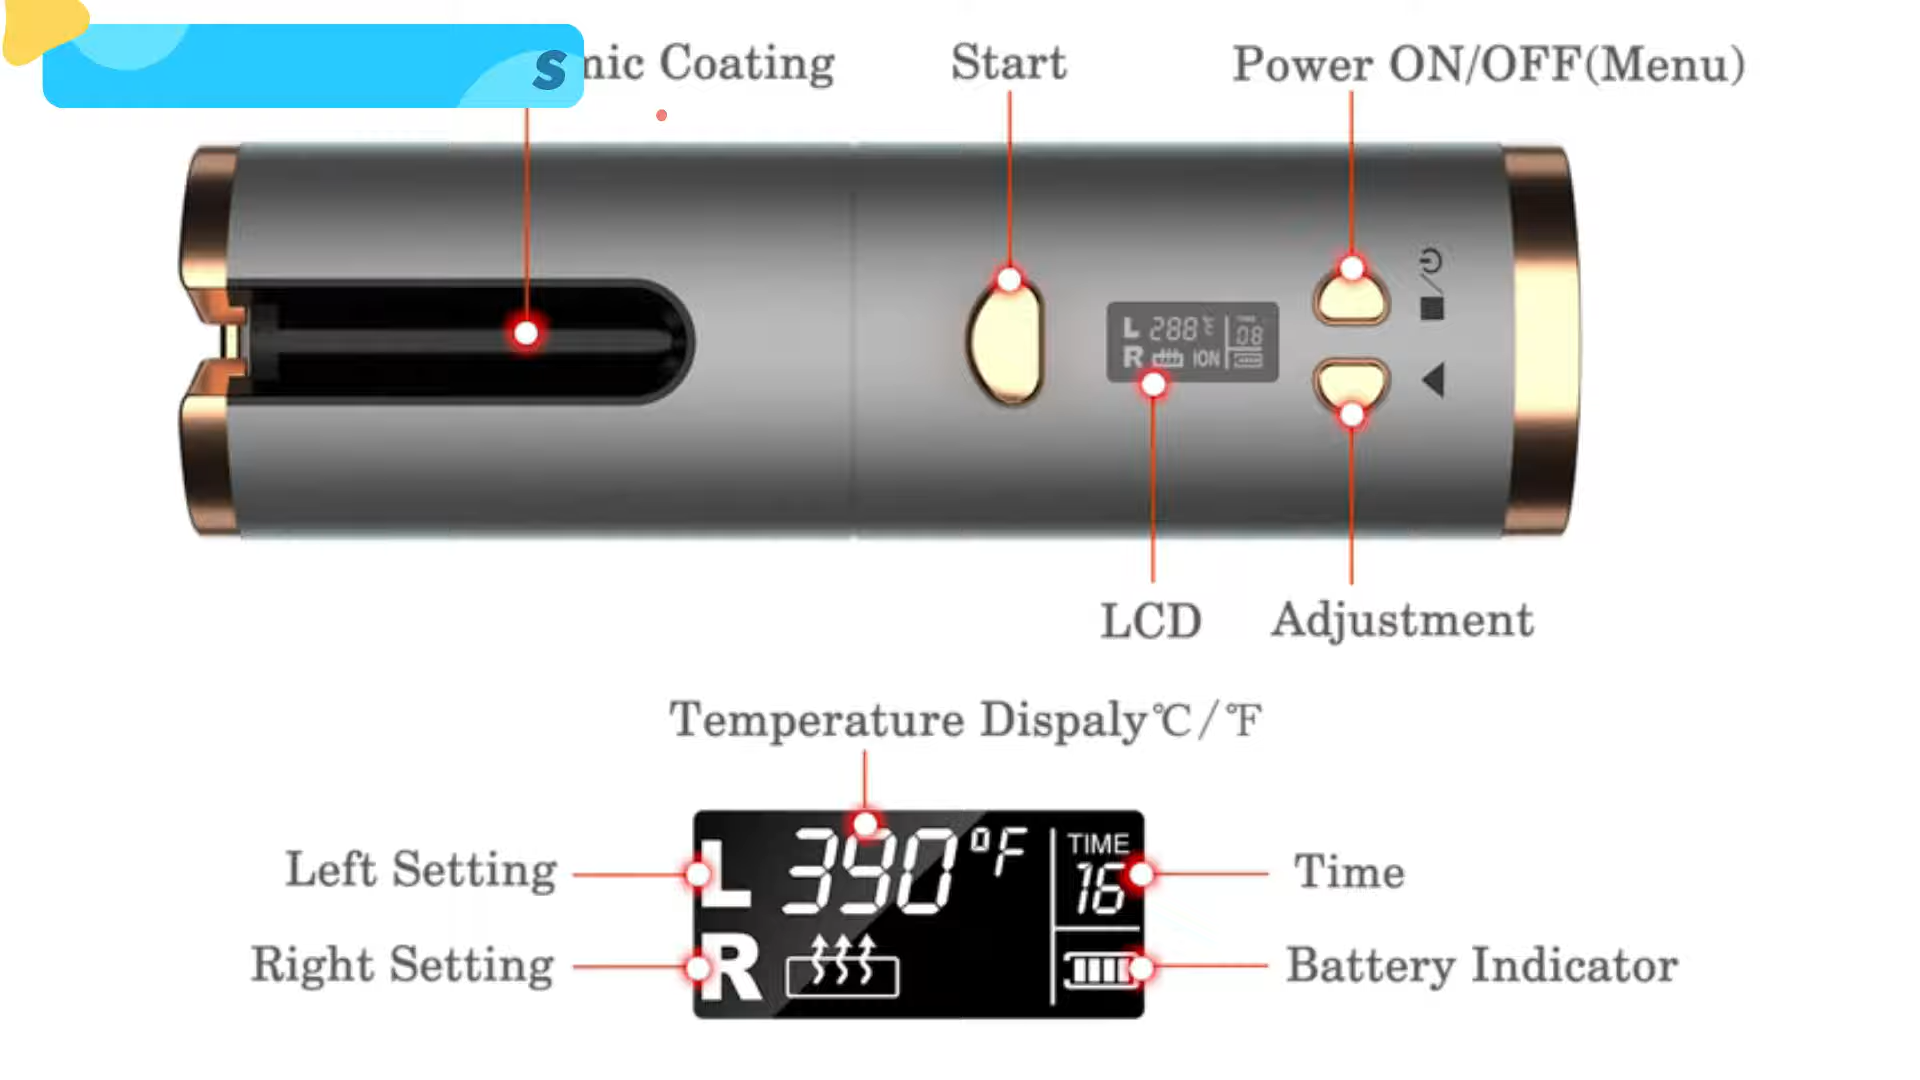 S
nic Coating
Start
Power ON/OFF(Menu)
L 288℃ TIME 08
R ION
LCD
Adjustment
Temperature Dispaly℃/℉
L 390°F TIME 16
R
Left Setting
Time
Right Setting
Battery Indicator